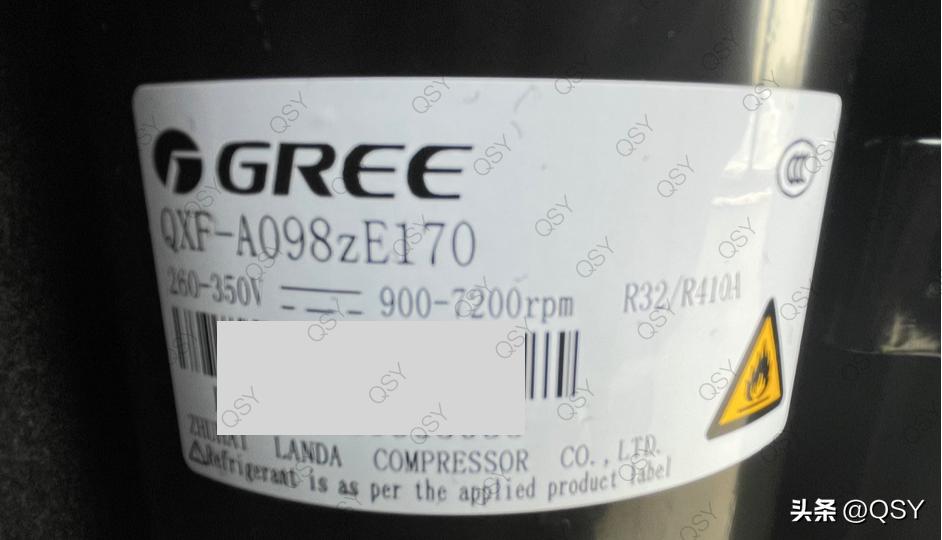 GREE
QXF-A098zE170
260-350V 900-7200rpm R32/R410A
ZHUHAI LANDA COMPRESSOR CO.,LTD.
Refrigerant is as per the applied product label
头条 @QSY
QSY